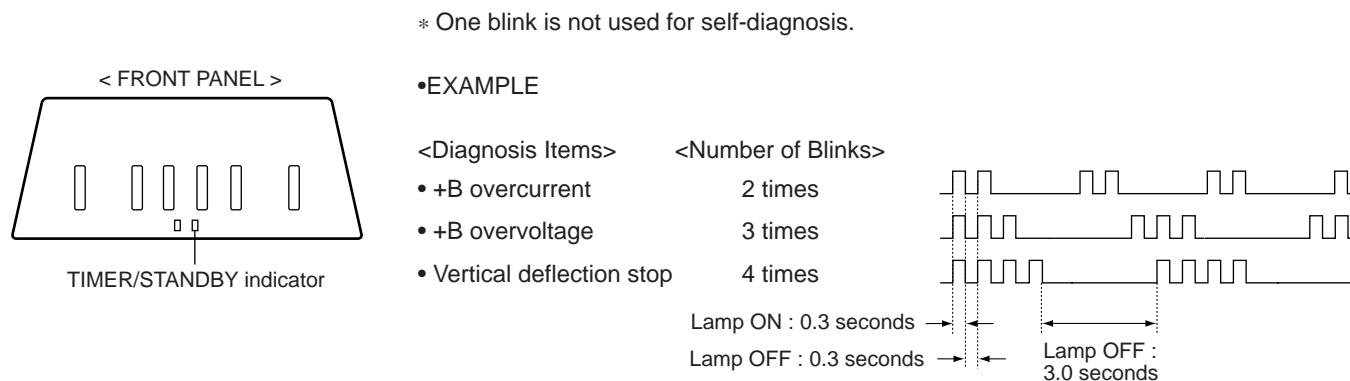 ∗ One blink is not used for self-diagnosis.
< FRONT PANEL >
TIMER/STANDBY indicator
•EXAMPLE
<Diagnosis Items> <Number of Blinks>
• +B overcurrent 2 times
• +B overvoltage 3 times
• Vertical deflection stop 4 times
Lamp ON : 0.3 seconds
Lamp OFF : 0.3 seconds
Lamp OFF :
3.0 seconds